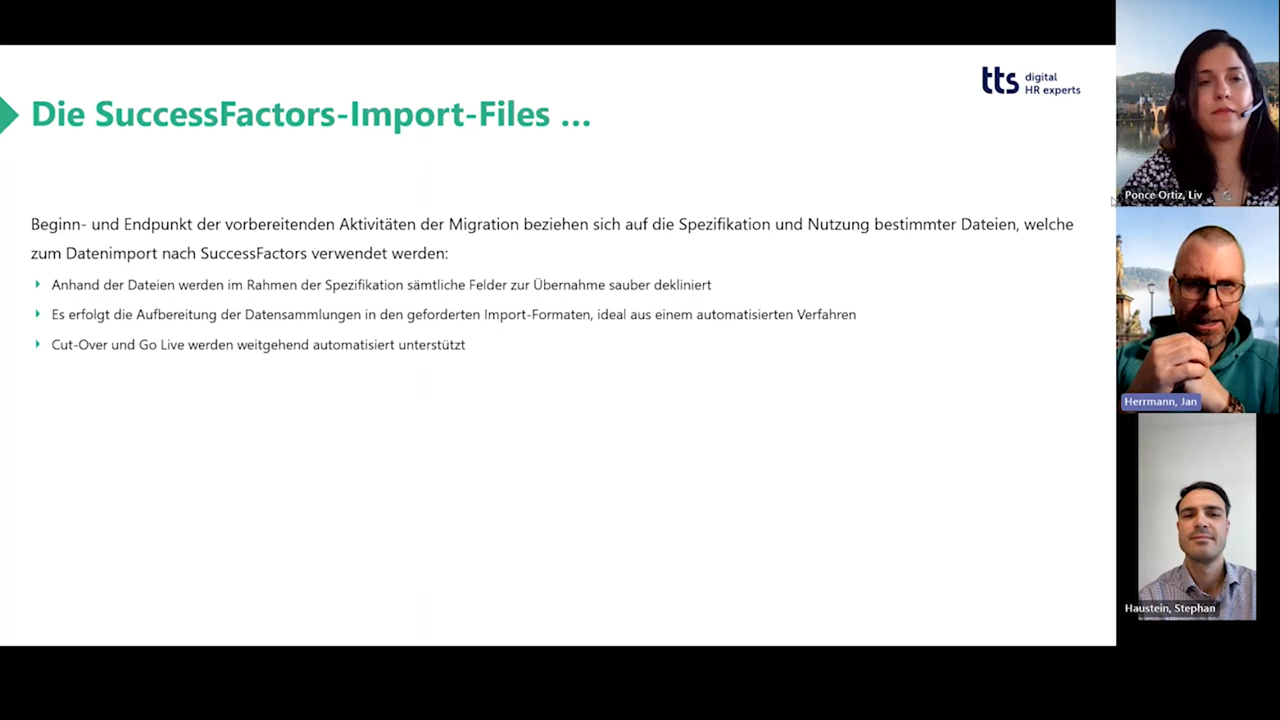 Die SuccessFactors-Import-Files ...
tts digital
HR experts
Beginn- und Endpunkt der vorbereitenden Aktivitäten der Migration beziehen sich auf die Spezifikation und Nutzung bestimmter Dateien, welche
zum Datenimport nach SuccessFactors verwendet werden:
Anhand der Dateien werden im Rahmen der Spezifikation sämtliche Felder zur Übernahme sauber dekliniert
Es erfolgt die Aufbereitung der Datensammlungen in den geforderten Import-Formaten, ideal aus einem automatisierten Verfahren
Cut-Over und Go Live werden weitgehend automatisiert unterstützt
Ponce Ortiz, Liv
Herrmann, Jan
Haustein, Stephan